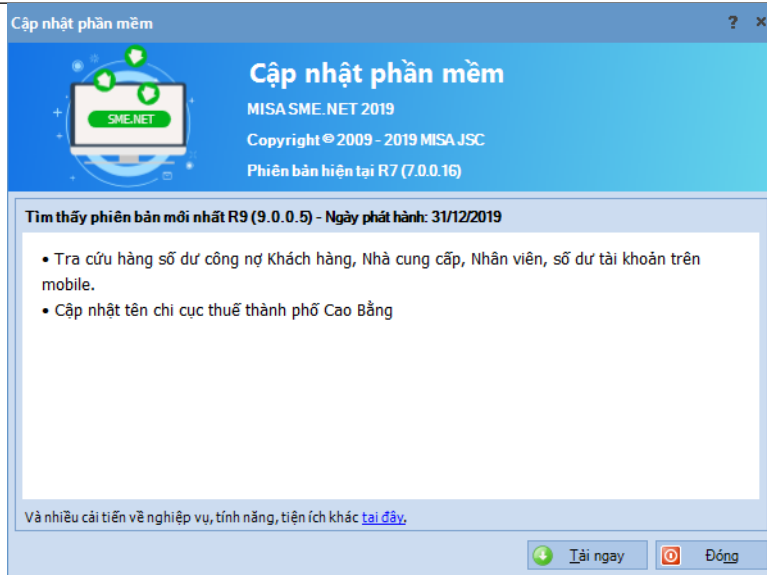 Cập nhật phần mềm
? ×
SME.NET
Cập nhật phần mềm
MISA SME.NET 2019
Copyright © 2009 - 2019 MISA JSC
Phiên bản hiện tại R7 (7.0.0.16)
Tìm thấy phiên bản mới nhất R9 (9.0.0.5) - Ngày phát hành: 31/12/2019
• Tra cứu hàng số dư công nợ Khách hàng, Nhà cung cấp, Nhân viên, số dư tài khoản trên
mobile.
• Cập nhật tên chi cục thuế thành phố Cao Bằng
Và nhiều cải tiến về nghiệp vụ, tính năng, tiện ích khác tại đây.
Tải ngay
Đóng